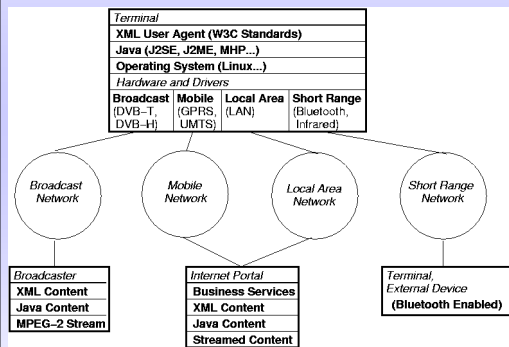 Terminal
XML User Agent (W3C Standards)
Java (J2SE, J2ME, MHP...)
Operating System (Linux...)
Hardware and Drivers
Broadcast
(DVB-T,
DVB-H)
Mobile
(GPRS,
UMTS)
Local Area
(LAN)
Short Range
(Bluetooth,
Infrared)
Broadcast
Network
Mobile
Network
Local Area
Network
Short Range
Network
Broadcaster
XML Content
Java Content
MPEG-2 Stream
Internet Portal
Business Services
XML Content
Java Content
Streamed Content
Terminal,
External Device
(Bluetooth Enabled)